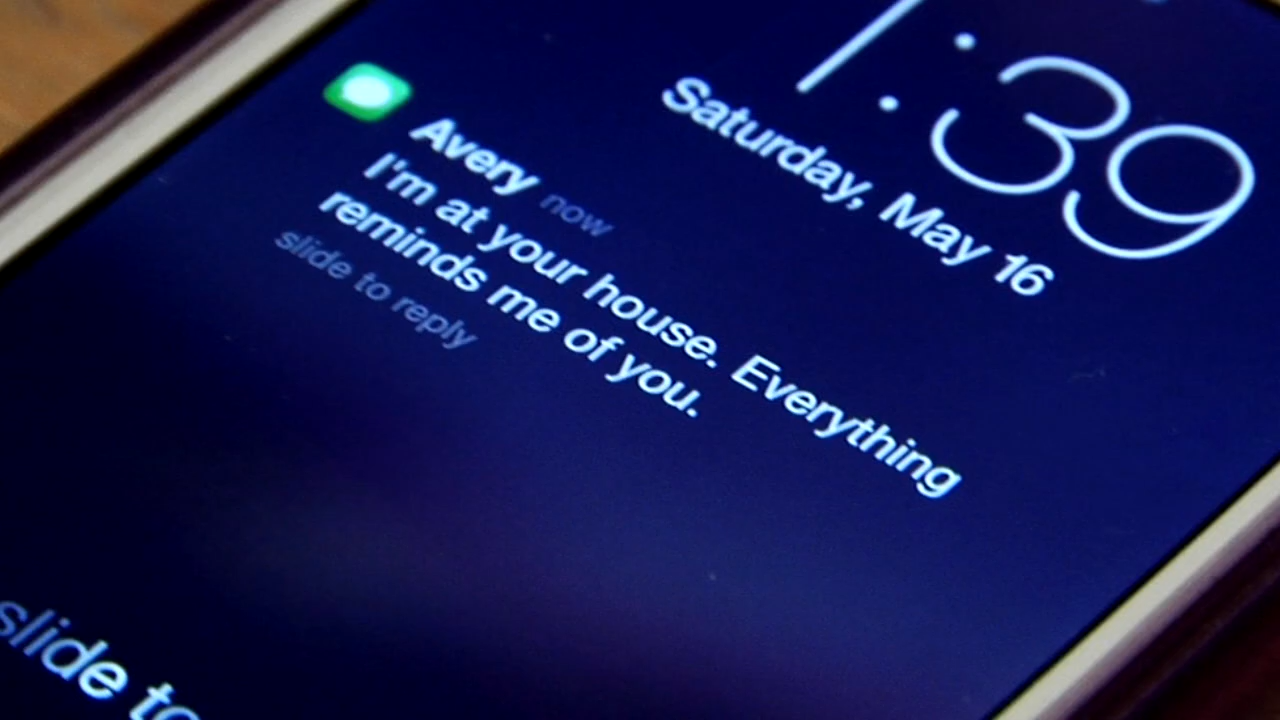 1:39
Saturday, May 16
Avery now
I'm at your house. Everything
reminds me of you.
slide to reply
slide to